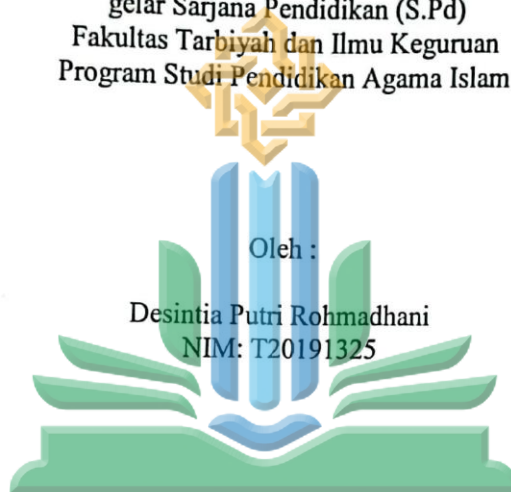 gelar Sarjana Pendidikan (S.Pd)
Fakultas Tarbiyah dan Ilmu Keguruan
Program Studi Pendidikan Agama Islam
Oleh :
Desintia Putri Rohmadhani
NIM: T20191325